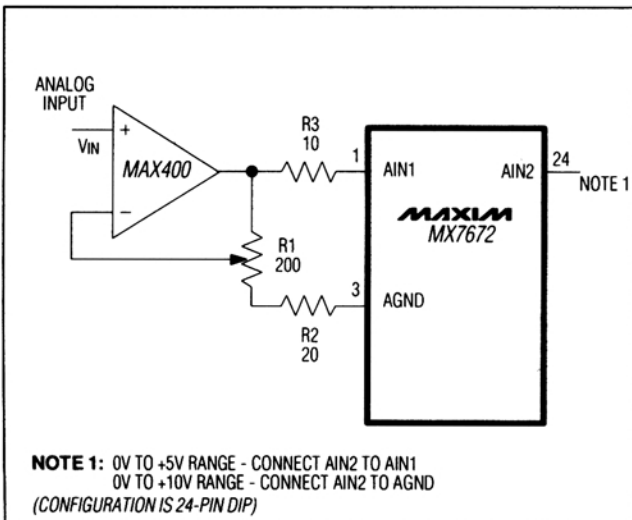 ANALOG
INPUT
VIN
+
−
MAX400
R3
10
1
AIN1
AIN2
24
NOTE 1
MAXIM
MX7672
R1
200
3
AGND
R2
20
NOTE 1: 0V TO +5V RANGE - CONNECT AIN2 TO AIN1
0V TO +10V RANGE - CONNECT AIN2 TO AGND
(CONFIGURATION IS 24-PIN DIP)